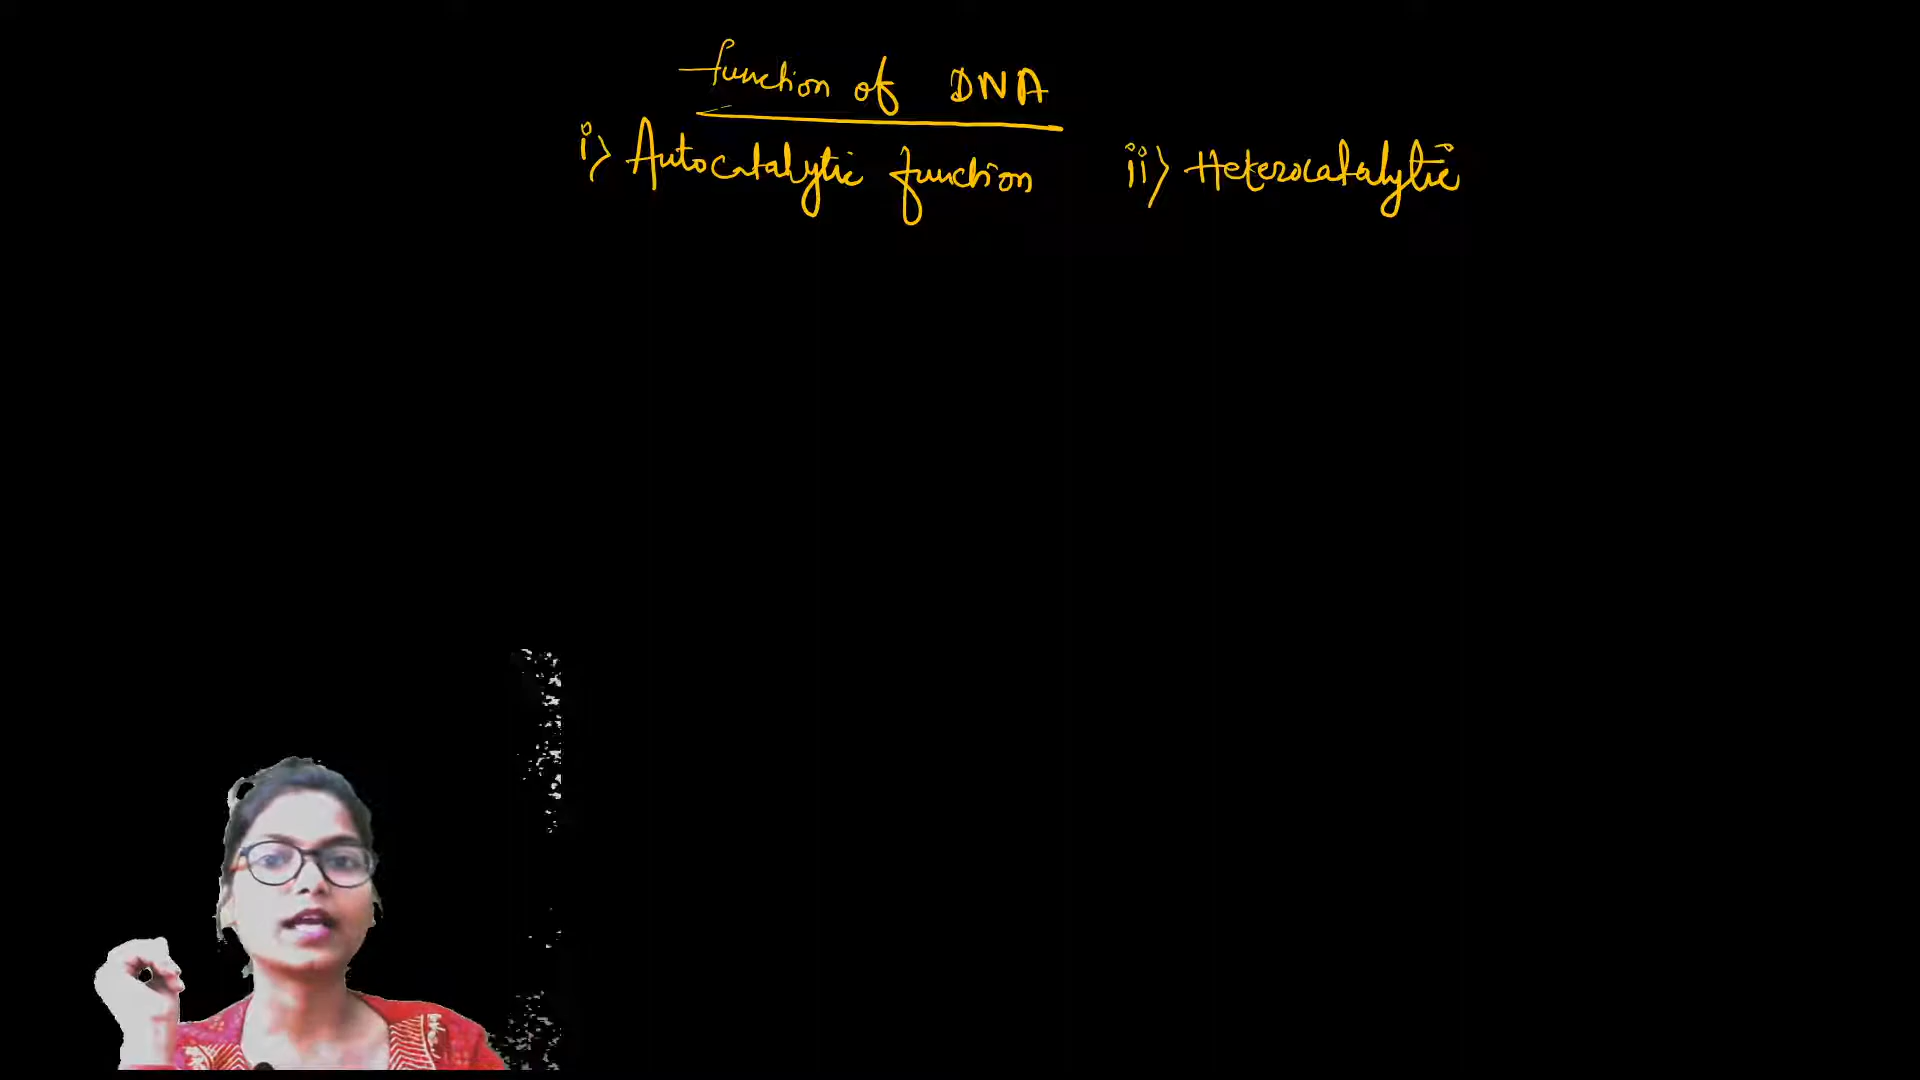 function of DNA
i) Autocatalytic function ii) Heterocatalytic